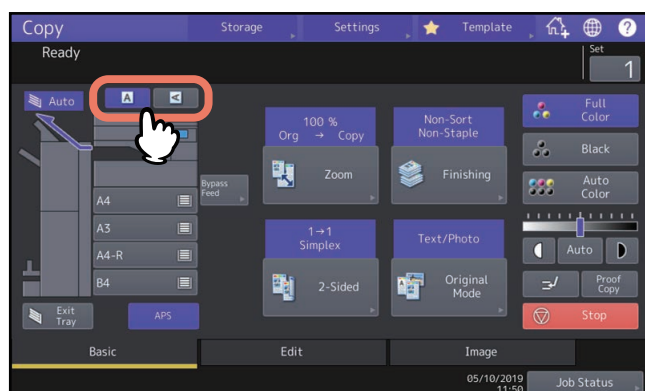 Copy
Storage
Settings
Template
?
Ready
Set
1
Auto
A
A
A4
A3
A4-R
B4
Bypass
Feed
Exit
Tray
APS
100 %
Org → Copy
Zoom
Non-Sort
Non-Staple
Finishing
1→1
Simplex
2-Sided
Text/Photo
Original
Mode
Full
Color
Black
Auto
Color
Auto
Proof
Copy
Stop
Basic
Edit
Image
05/10/2019
11:50
Job Status